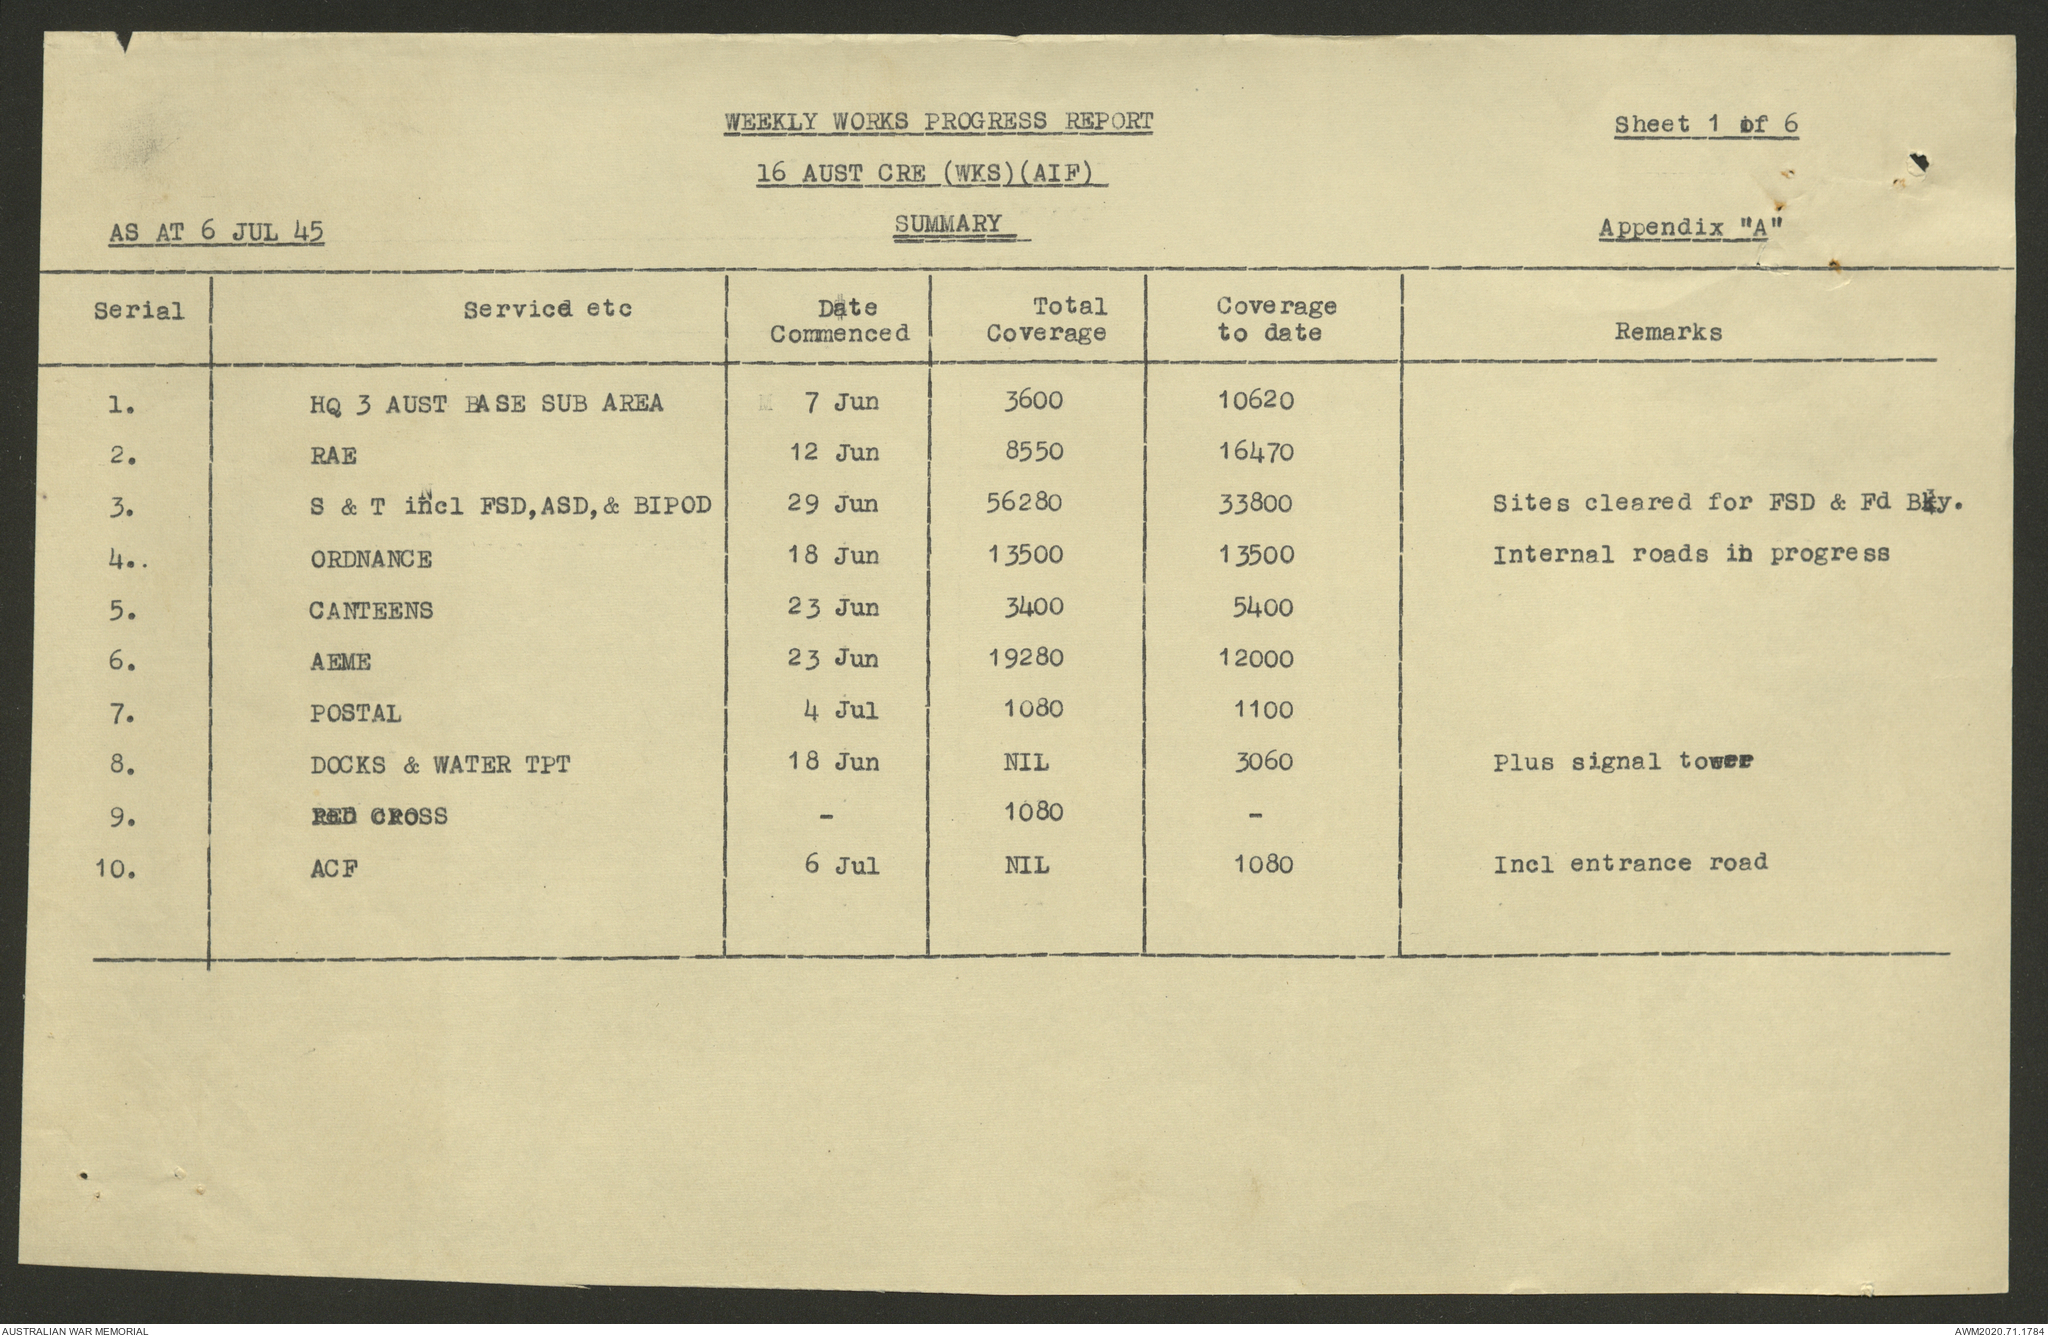 WEEKLY WORKS PROGRESS REPORT
Sheet 1 of 6
16 AUST CRE (WKS)(AIF)
AS AT 6 JUL 45
SUMMARY
Appendix "A"
Serial Service etc Date Commenced Total Coverage Coverage to date Remarks
1. HQ 3 AUST BASE SUB AREA 7 Jun 3600 10620
2. RAE 12 Jun 8550 16470
3. S & T incl FSD,ASD,& BIPOD 29 Jun 56280 33800 Sites cleared for FSD & Fd Bky.
4.. ORDNANCE 18 Jun 13500 13500 Internal roads in progress
5. CANTEENS 23 Jun 3400 5400
6. AEME 23 Jun 19280 12000
7. POSTAL 4 Jul 1080 1100
8. DOCKS & WATER TPT 18 Jun NIL 3060 Plus signal tower
9. RED CROSS - 1080 -
10. ACF 6 Jul NIL 1080 Incl entrance road
AUSTRALIAN WAR MEMORIAL
AWM2020.71.1784